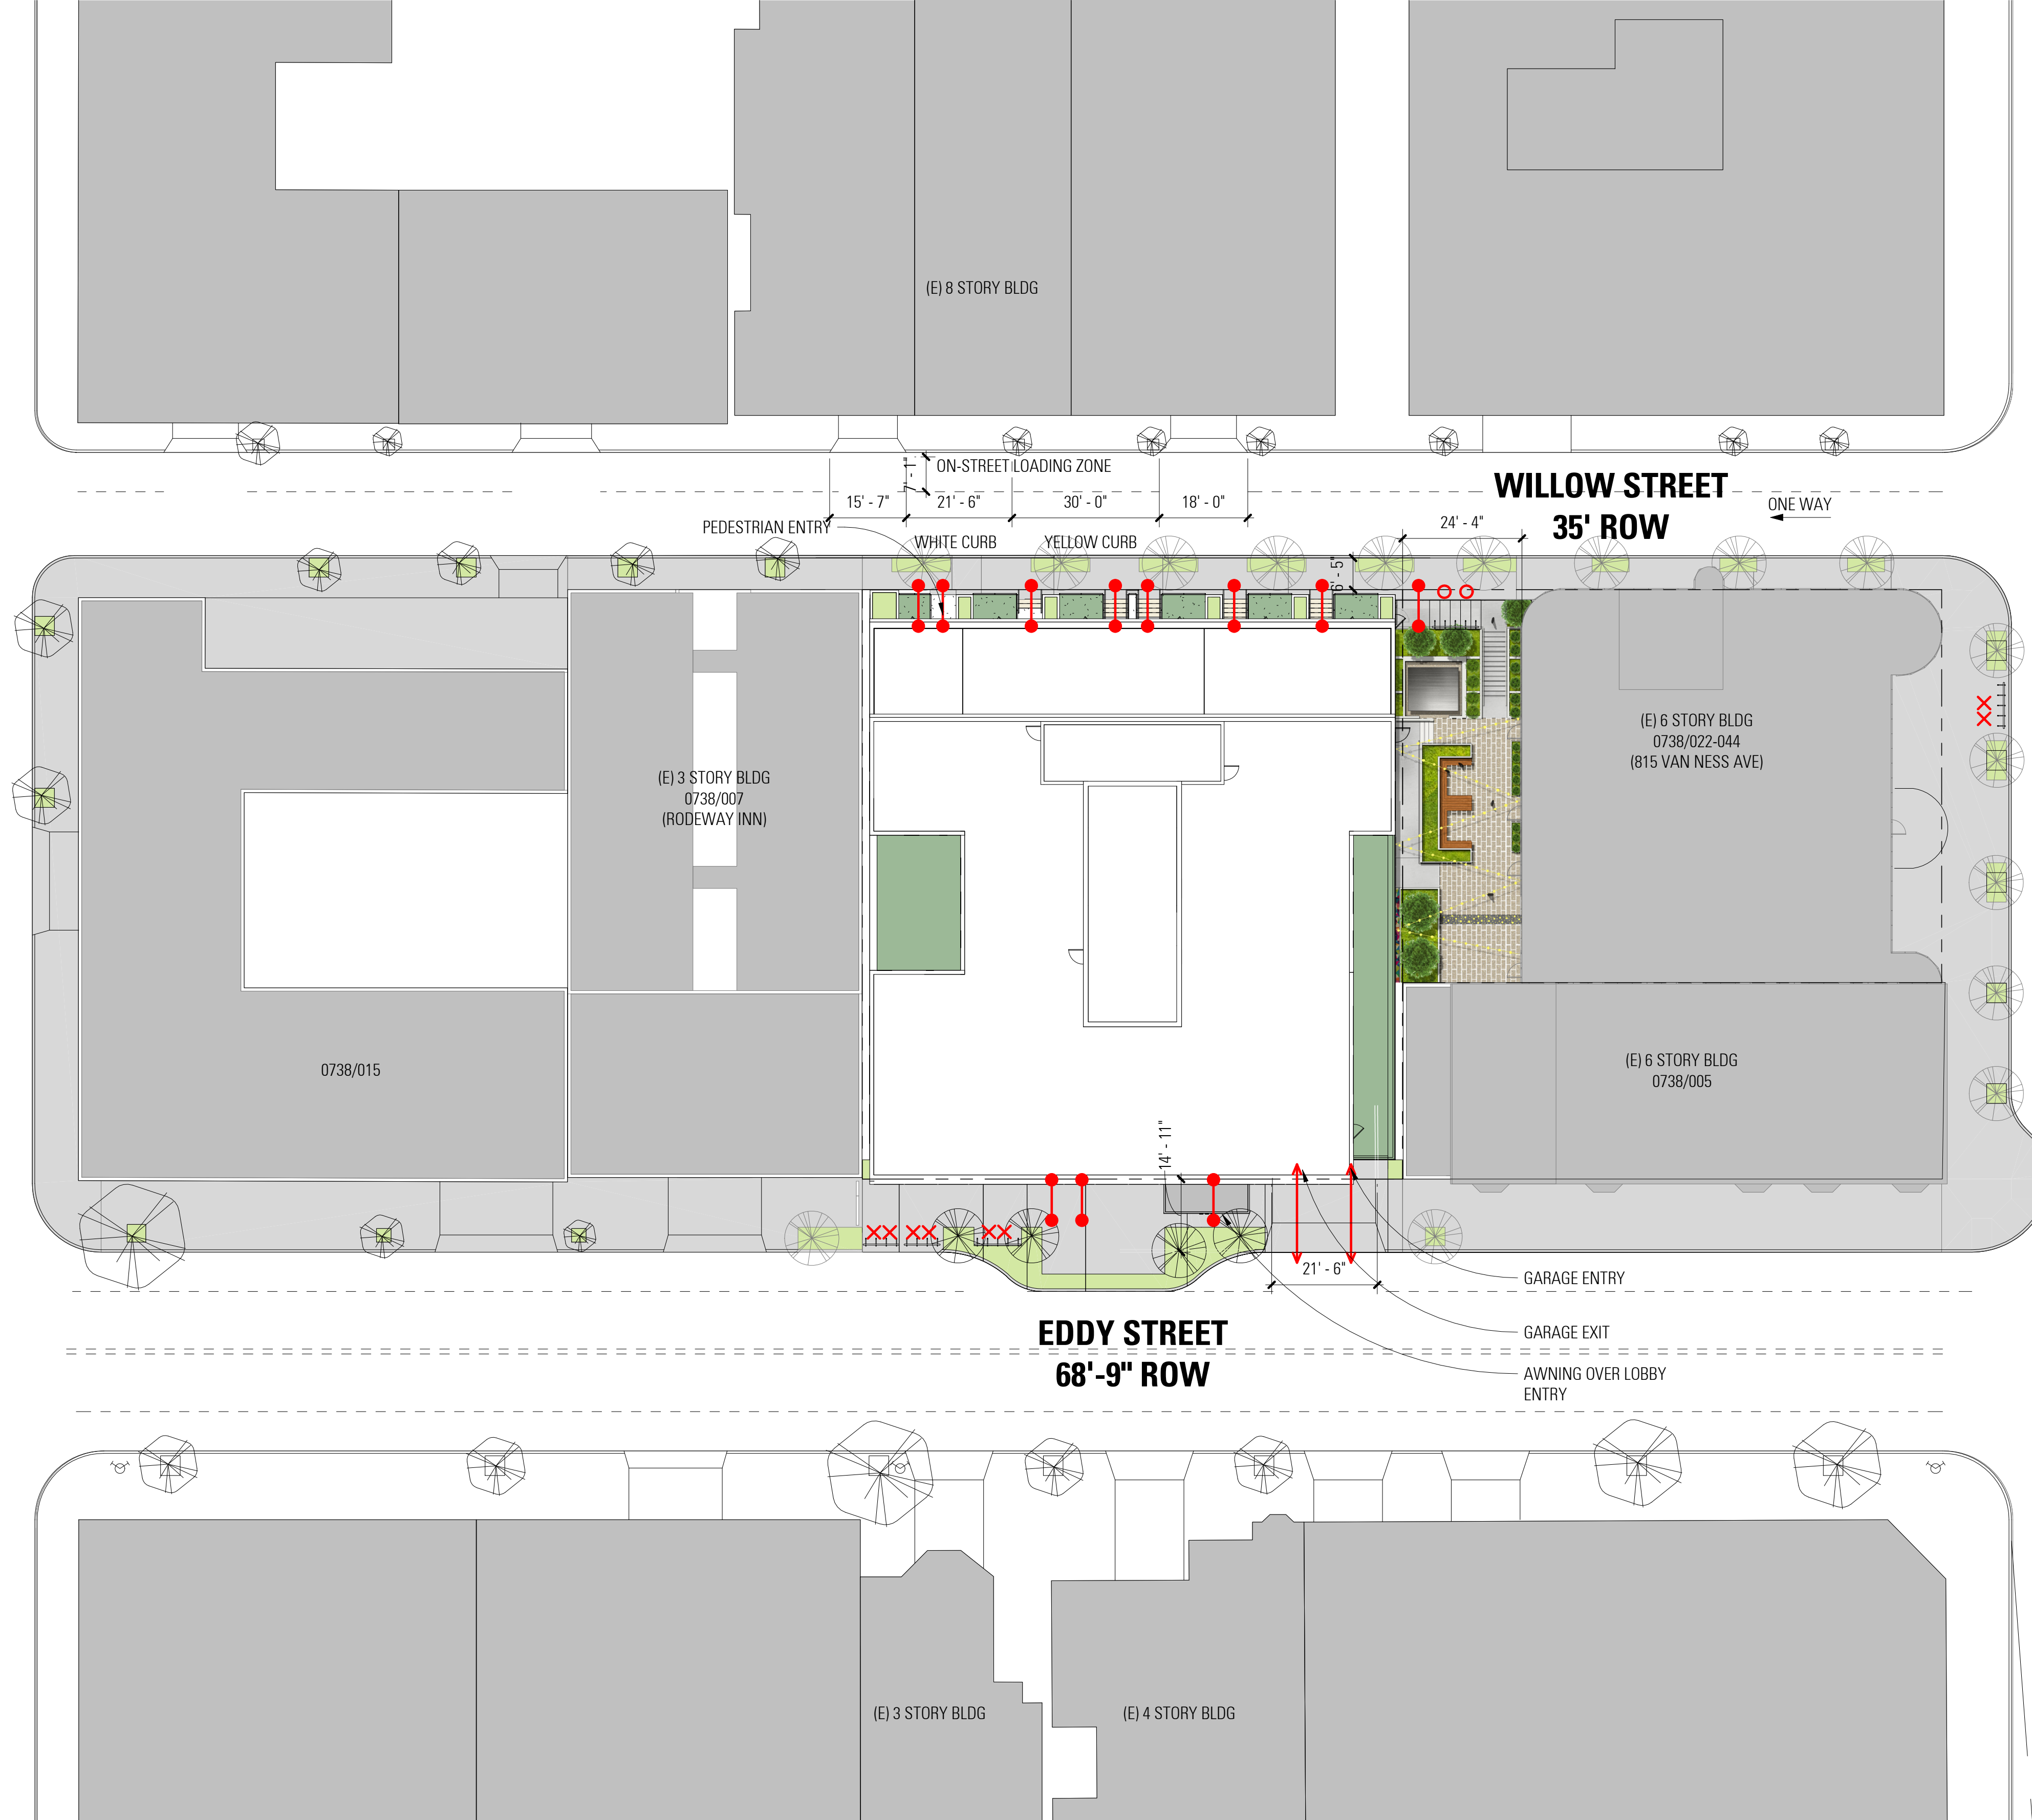 (E) 8 STORY BLDG
7' - 1"
ON-STREET LOADING ZONE
WILLOW STREET
35' ROW
ONE WAY
15' - 7"
21' - 6"
30' - 0"
18' - 0"
24' - 4"
PEDESTRIAN ENTRY
WHITE CURB
YELLOW CURB
6' - 5"
(E) 3 STORY BLDG
0738/007
(RODEWAY INN)
(E) 6 STORY BLDG
0738/022-044
(815 VAN NESS AVE)
0738/015
(E) 6 STORY BLDG
0738/005
14' - 11"
21' - 6"
GARAGE ENTRY
GARAGE EXIT
AWNING OVER LOBBY
ENTRY
EDDY STREET
68'-9" ROW
(E) 3 STORY BLDG
(E) 4 STORY BLDG